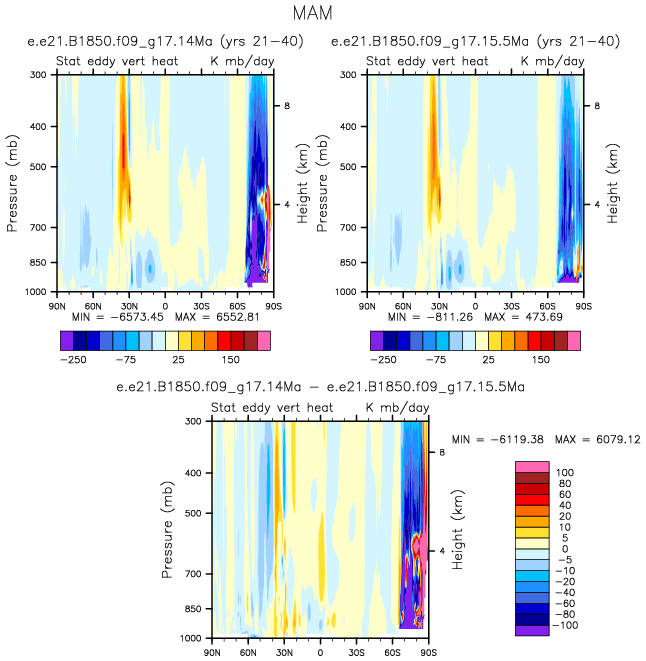 MAM
e.e21.B1850.f09_g17.14Ma (yrs 21-40)
Stat eddy vert heat K mb/day
300
400
500
700
850
1000
Pressure (mb)
8
4
Height (km)
90N 60N 30N 0 30S 60S 90S
MIN = -6573.45 MAX = 6552.81
-250 -75 25 150
e.e21.B1850.f09_g17.15.5Ma (yrs 21-40)
Stat eddy vert heat K mb/day
300
400
500
700
850
1000
Pressure (mb)
8
4
Height (km)
90N 60N 30N 0 30S 60S 90S
MIN = -811.26 MAX = 473.69
-250 -75 25 150
e.e21.B1850.f09_g17.14Ma - e.e21.B1850.f09_g17.15.5Ma
Stat eddy vert heat K mb/day
300
400
500
700
850
1000
Pressure (mb)
8
4
Height (km)
90N 60N 30N 0 30S 60S 90S
MIN = -6119.38 MAX = 6079.12
100
80
60
40
20
10
5
0
-5
-10
-20
-40
-60
-80
-100